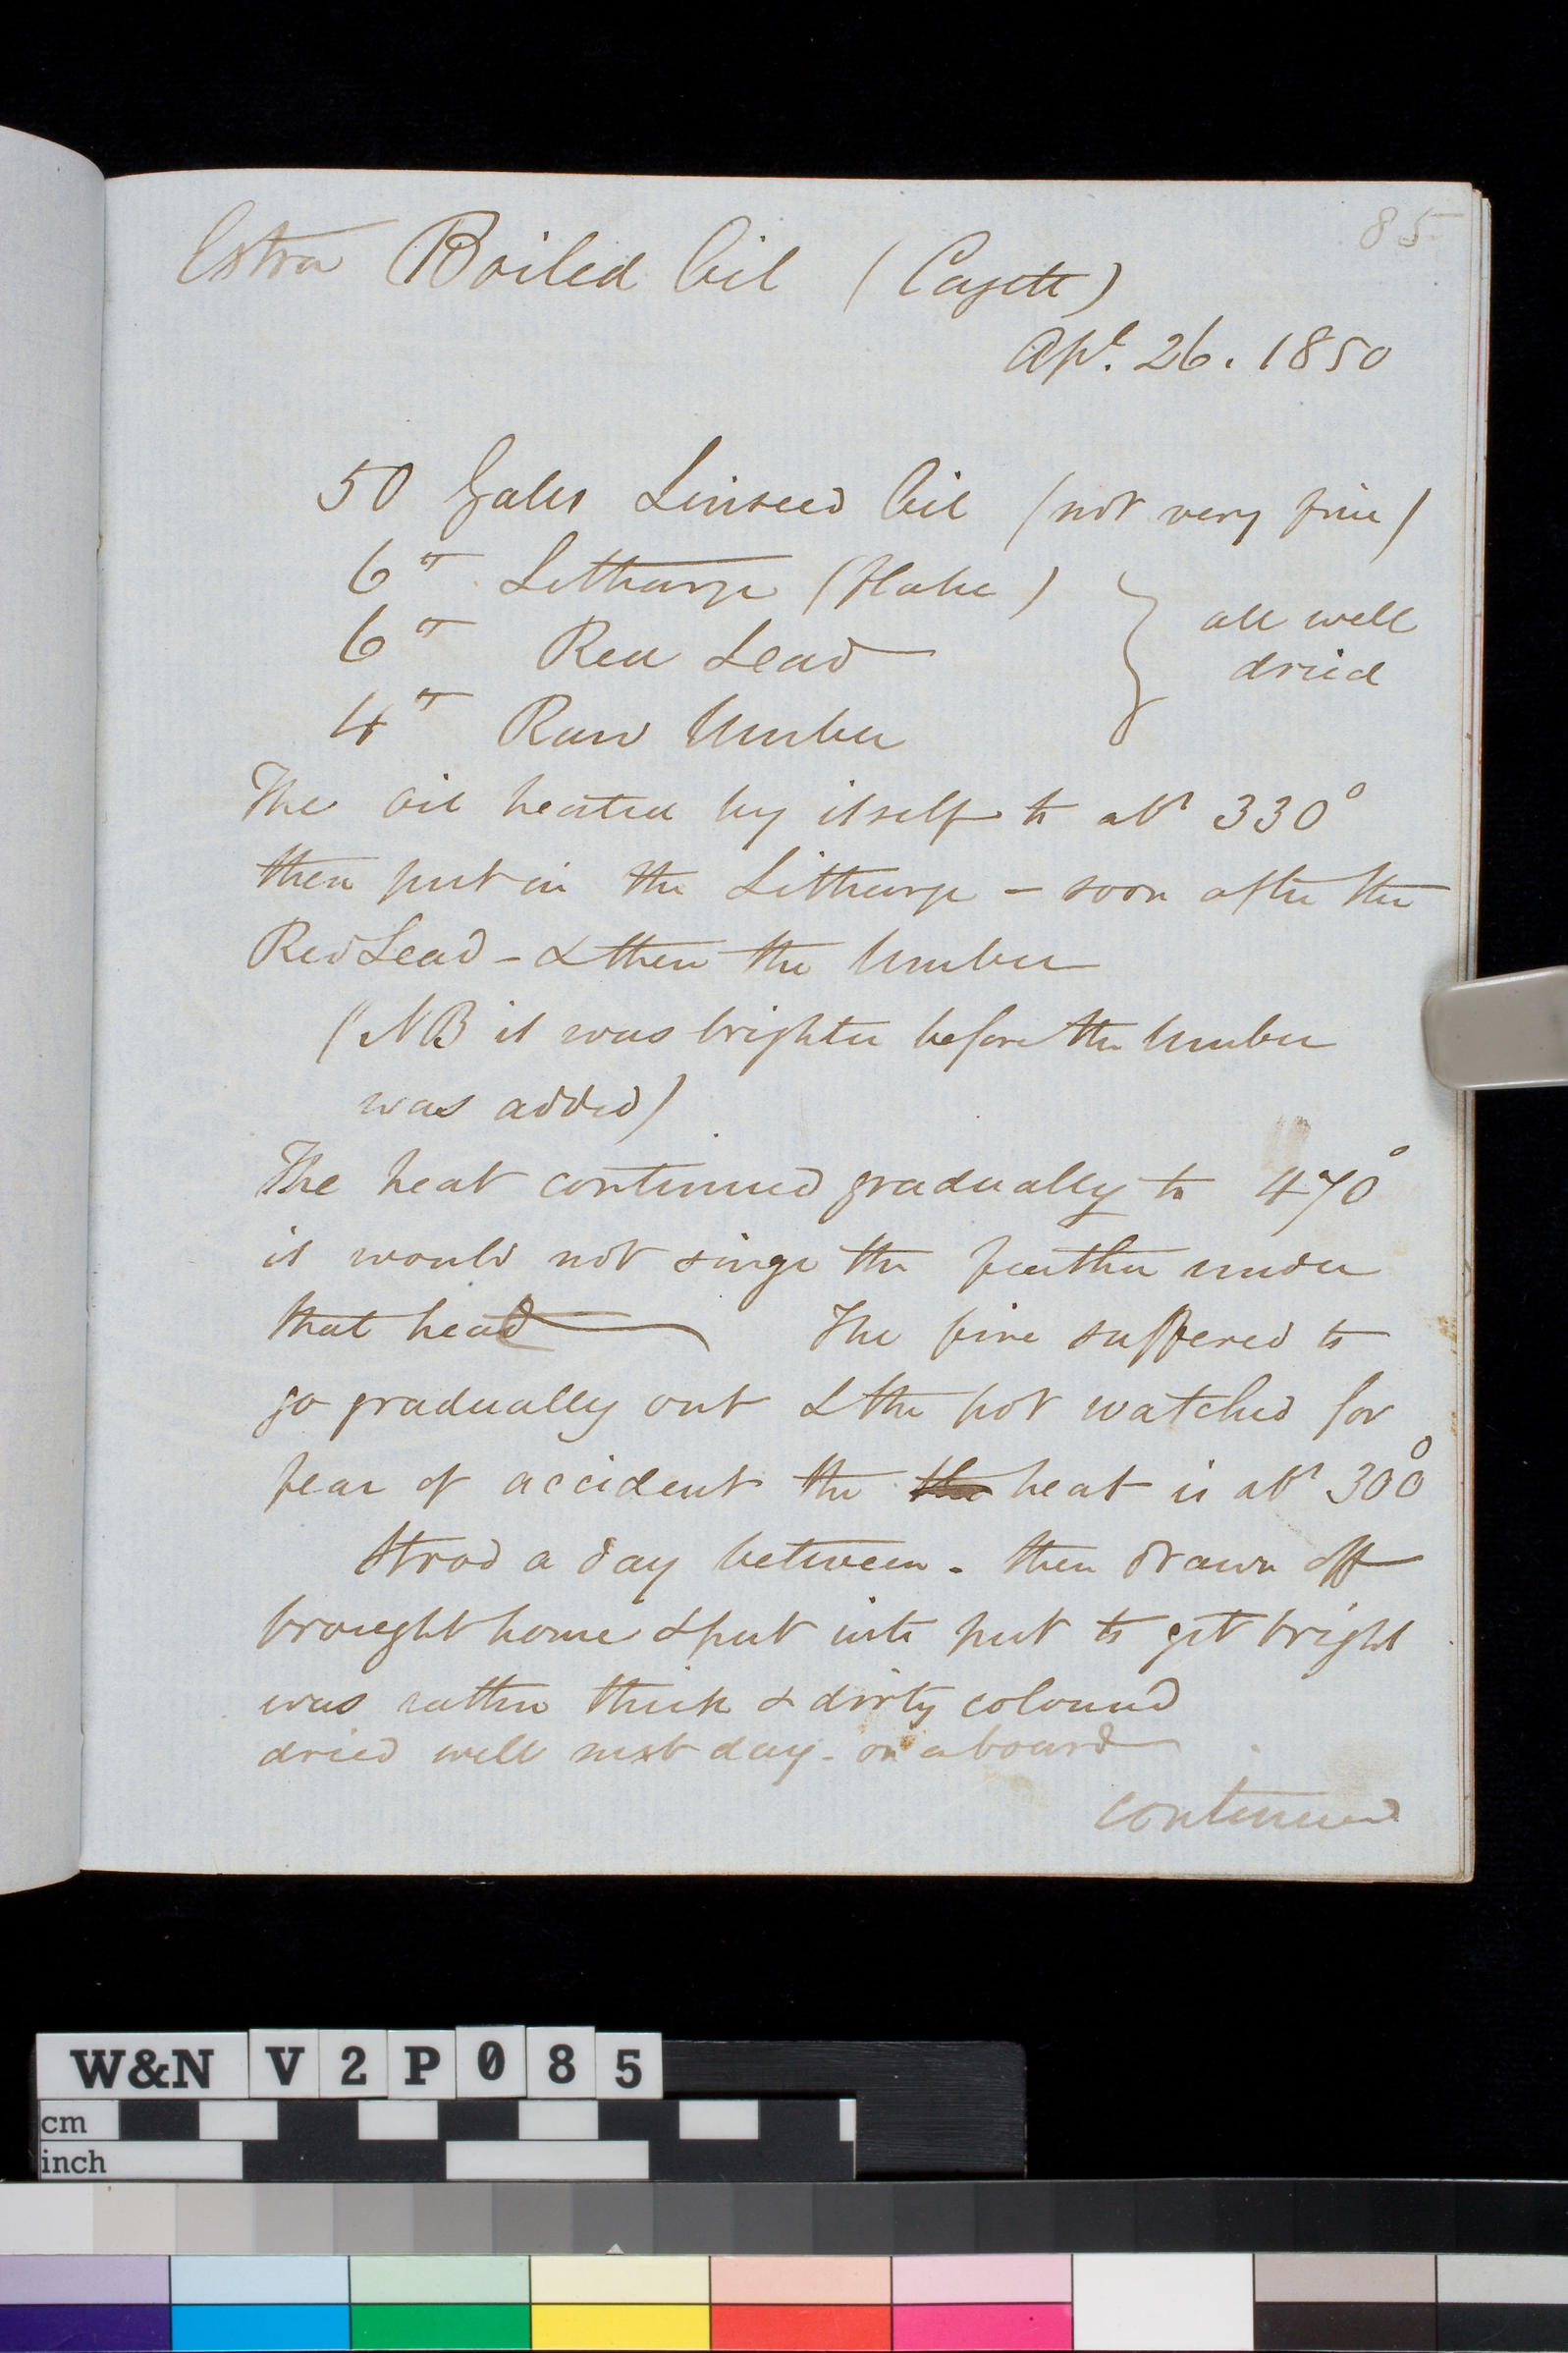 85
Extra Boiled Oil (Cazett)
Apl. 26. 1850
50 Galls Linseed Oil (not very fine)
6 Litharge (flake)
6 Red Lead
4 Raw Umber
all well
dried
The oil heated by itself to abt 330°
then put in the Litharge - soon after the
Red Lead - & then the Umber
(NB it was brighter before the Umber
was added)
The heat continued gradually to 470°
it would not singe the feather under
that heat The fire suffered to
go gradually out & the pot watched for
fear of accident the the heat is abt 300°
Stood a day between. then drawn off
brought home & put into put to get bright
was rather thick & dirty coloured
dried well next day - on a board
continued
W&N V2P085
cm
inch